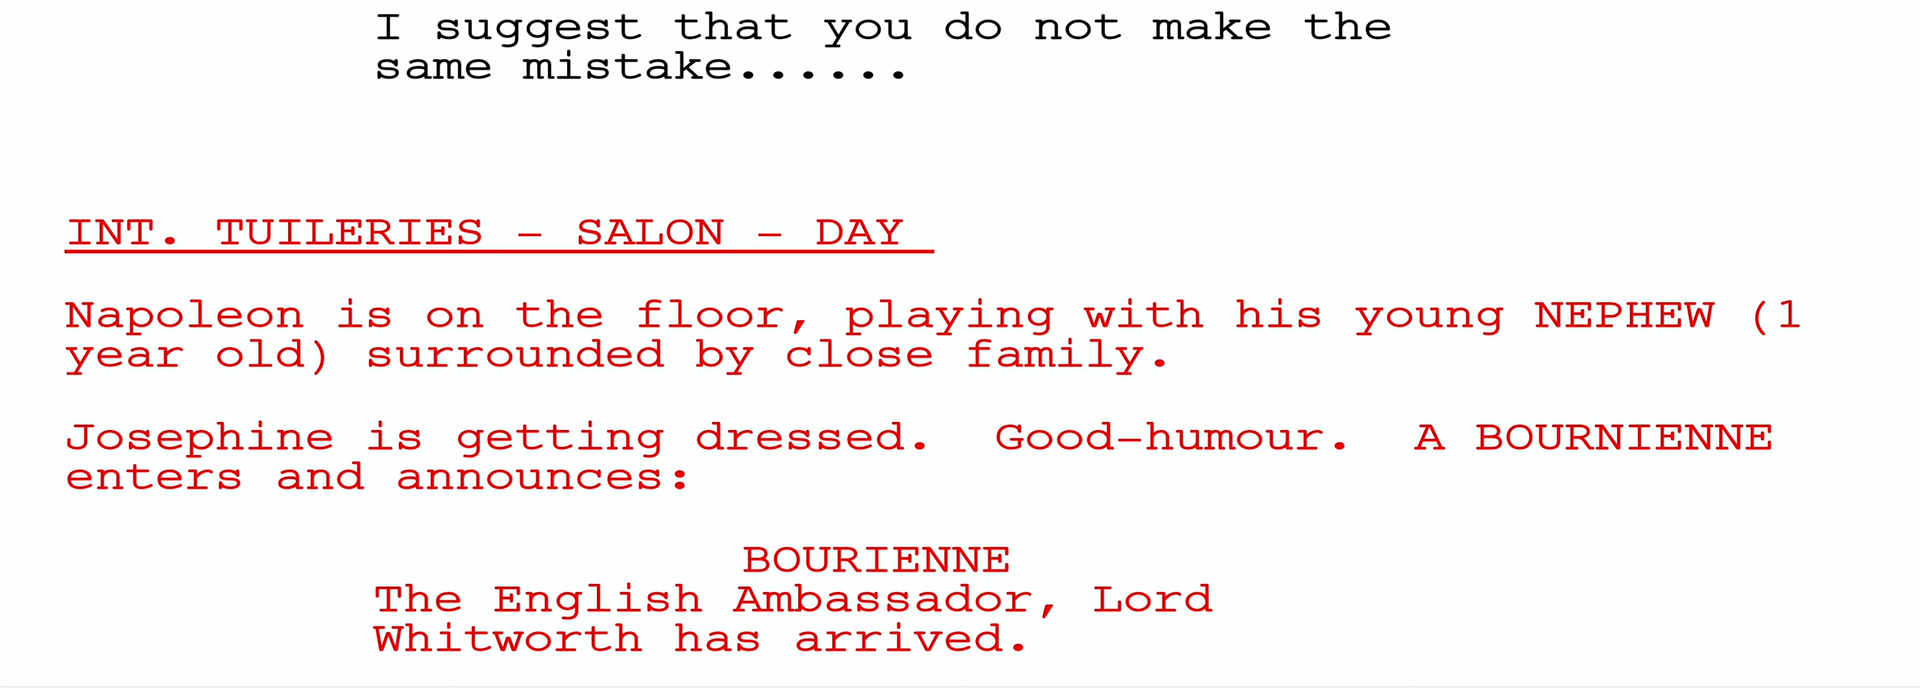 I suggest that you do not make the
same mistake......
INT. TUILERIES - SALON - DAY
Napoleon is on the floor, playing with his young NEPHEW (1
year old) surrounded by close family.
Josephine is getting dressed.  Good-humour.  A BOURNIENNE
enters and announces:
BOURIENNE
The English Ambassador, Lord
Whitworth has arrived.